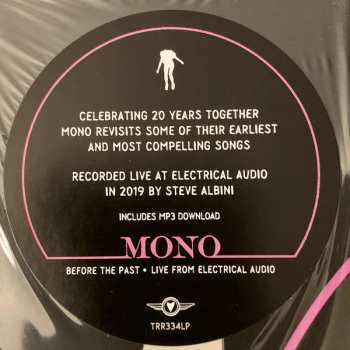 CELEBRATING 20 YEARS TOGETHER
MONO REVISITS SOME OF THEIR EARLIEST
AND MOST COMPELLING SONGS
RECORDED LIVE AT ELECTRICAL AUDIO
IN 2019 BY STEVE ALBINI
INCLUDES MP3 DOWNLOAD
MONO
BEFORE THE PAST • LIVE FROM ELECTRICAL AUDIO
TRR334LP